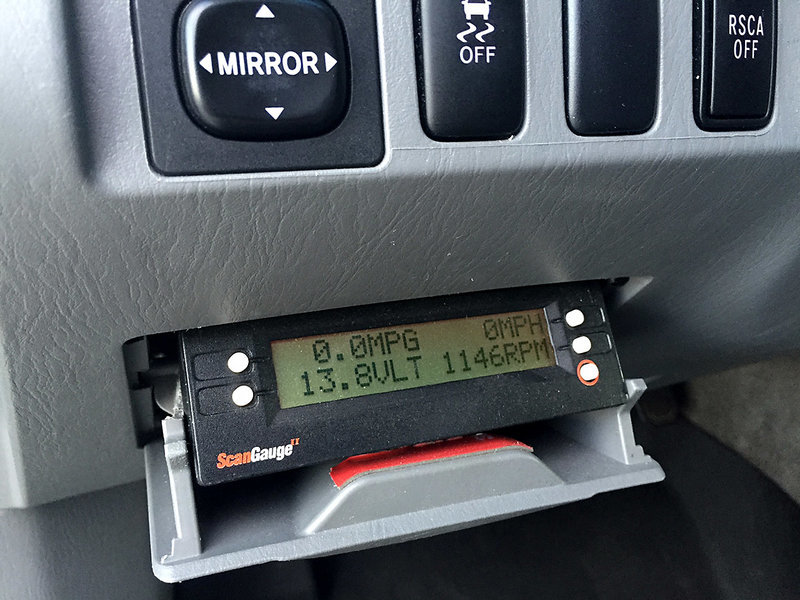 MIRROR
OFF
RSCA
OFF
0.0MPG 0MPH
13.8VLT 1146RPM
ScanGauge II